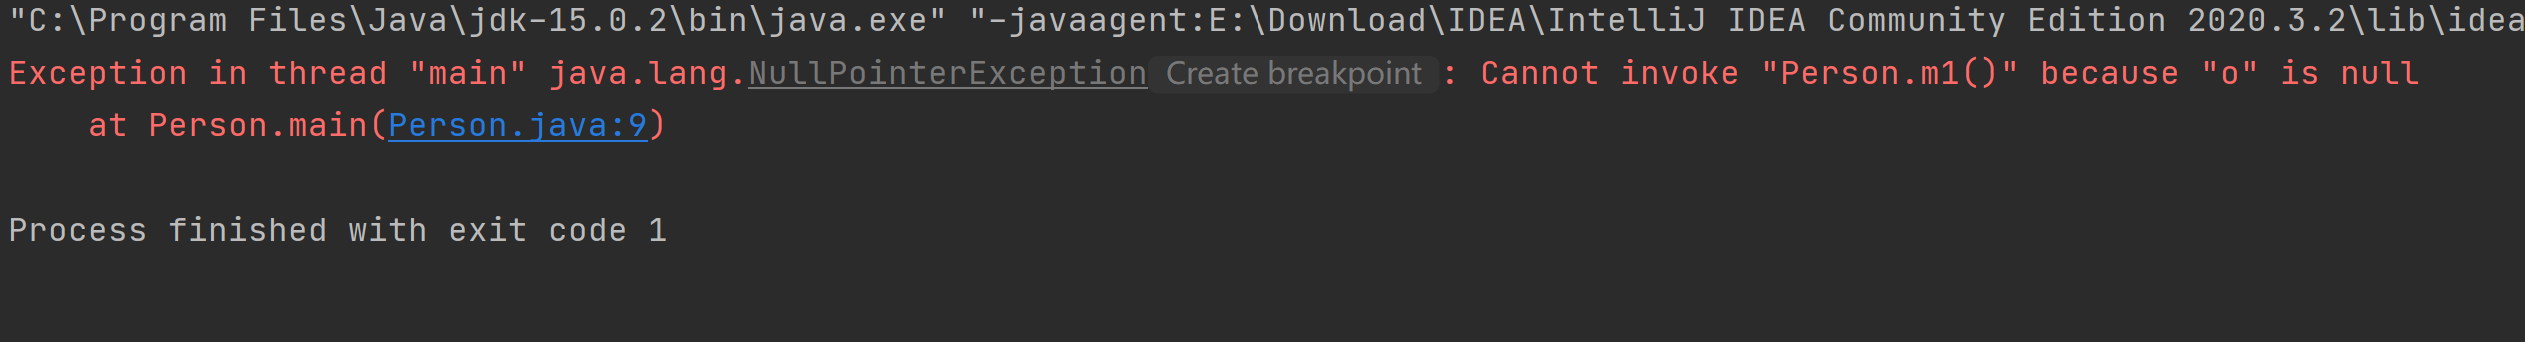 "C:\Program Files\Java\jdk-15.0.2\bin\java.exe" "-javaagent:E:\Download\IDEA\IntelliJ IDEA Community Edition 2020.3.2\lib\idea
Exception in thread "main" java.lang.NullPointerException Create breakpoint : Cannot invoke "Person.m1()" because "o" is null
    at Person.main(Person.java:9)
Process finished with exit code 1